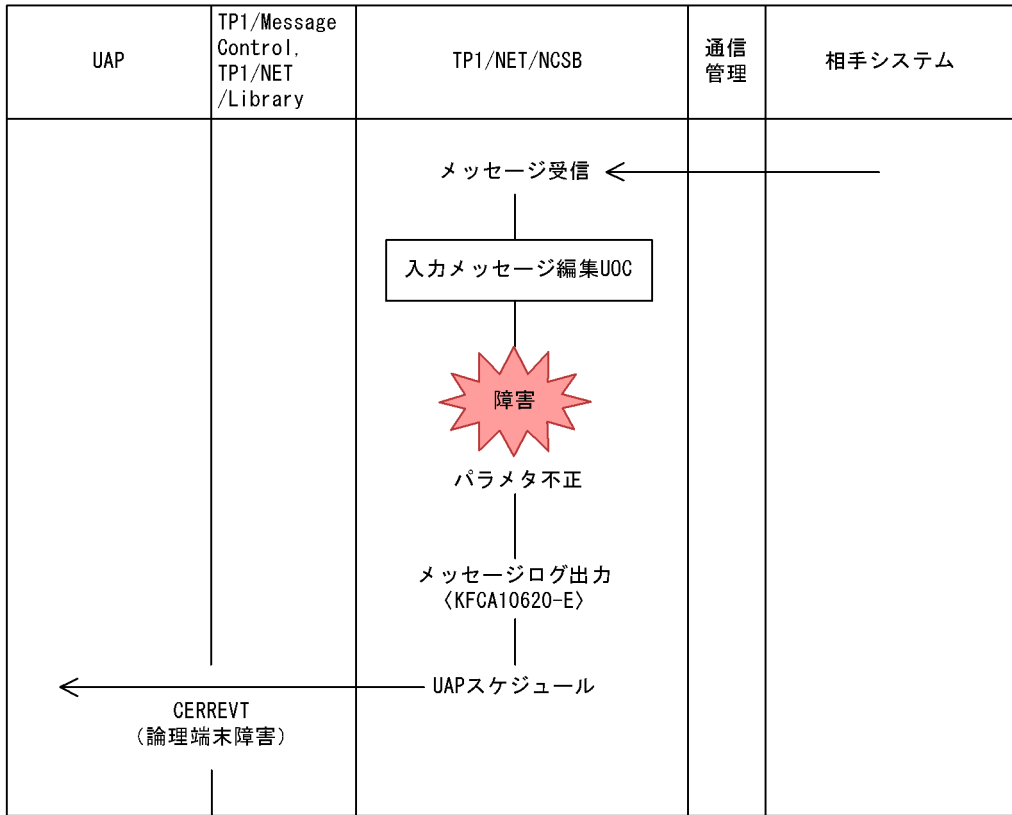 UAP
TP1/Message
Control,
TP1/NET
/Library
TP1/NET/NCSB
通信
管理
相手システム
メッセージ受信
入力メッセージ編集UOC
障害
パラメタ不正
メッセージログ出力
〈KFCA10620-E〉
UAPスケジュール
CERREVT
（論理端末障害）